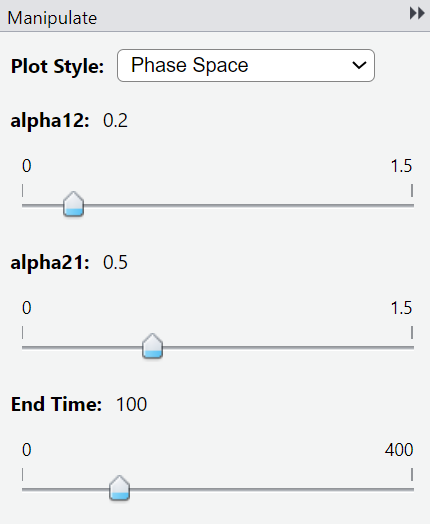 Manipulate
Plot Style: Phase Space
alpha12: 0.2
0 1.5
alpha21: 0.5
0 1.5
End Time: 100
0 400